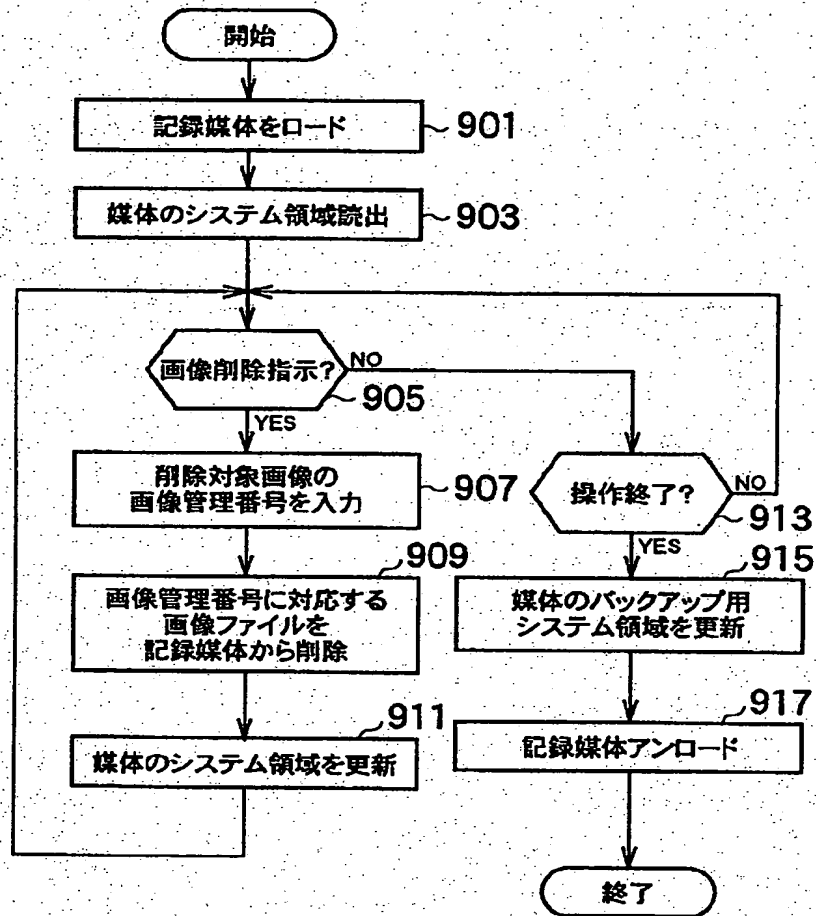 開始
記録媒体をロード
901
媒体のシステム領域読出
903
画像削除指示?
NO
905
YES
削除対象画像の
画像管理番号を入力
907
操作終了?
NO
913
YES
909
画像管理番号に対応する
画像ファイルを
記録媒体から削除
915
媒体のバックアップ用
システム領域を更新
911
媒体のシステム領域を更新
917
記録媒体アンロード
終了